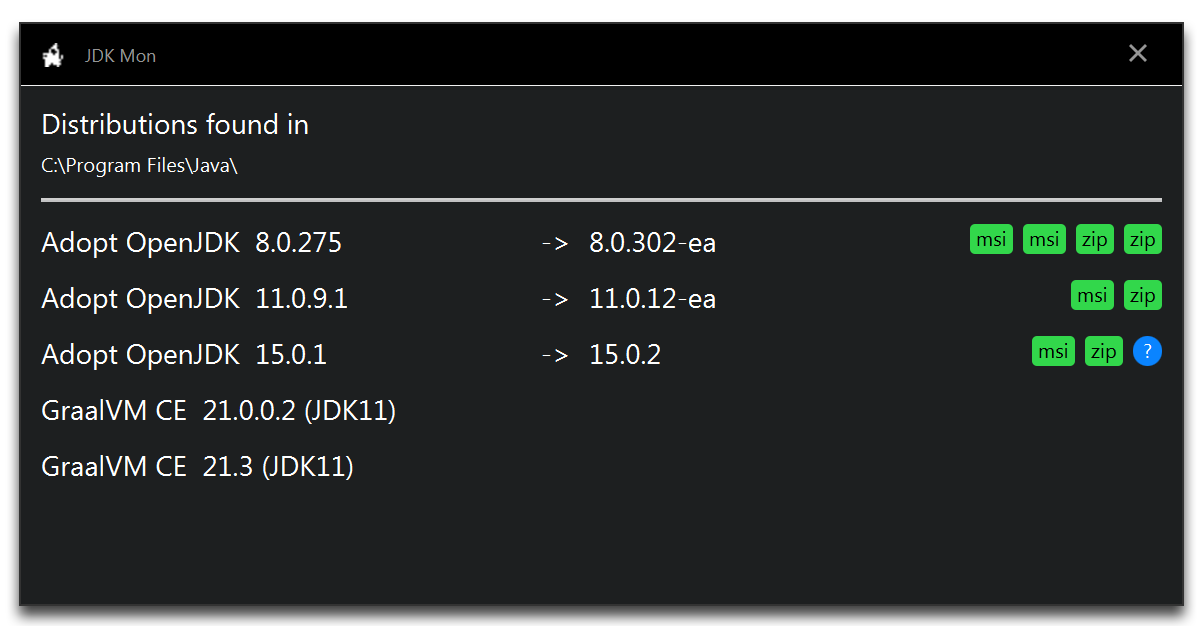 JDK Mon
Distributions found in
C:\Program Files\Java\
Adopt OpenJDK 8.0.275 -> 8.0.302-ea msi msi zip zip
Adopt OpenJDK 11.0.9.1 -> 11.0.12-ea msi zip
Adopt OpenJDK 15.0.1 -> 15.0.2 msi zip ?
GraalVM CE 21.0.0.2 (JDK11)
GraalVM CE 21.3 (JDK11)